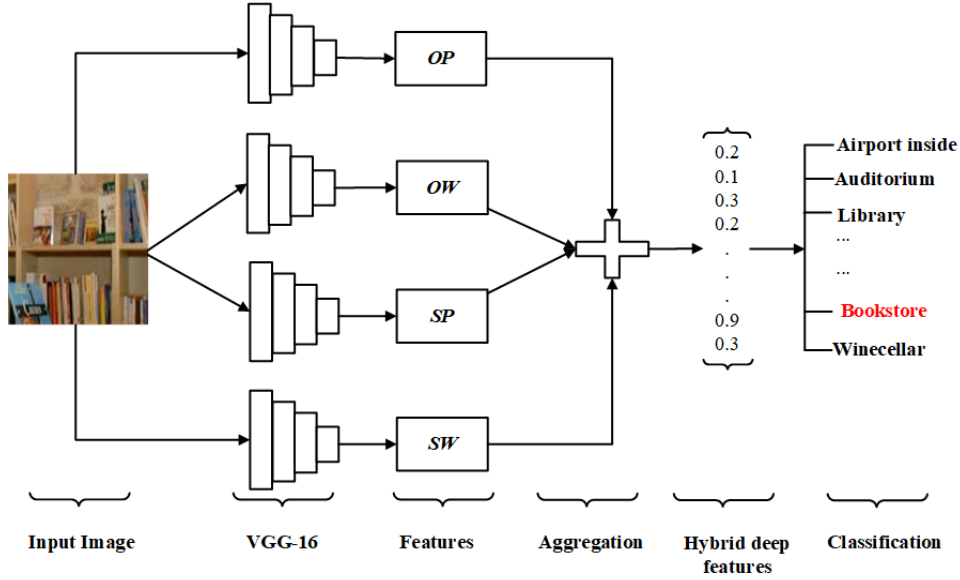 OP
OW
SP
SW
0.2
0.1
0.3
0.2
.
.
.
0.9
0.3
Airport inside
Auditorium
Library
...
...
Bookstore
Winecellar
Input Image
VGG-16
Features
Aggregation
Hybrid deep
features
Classification